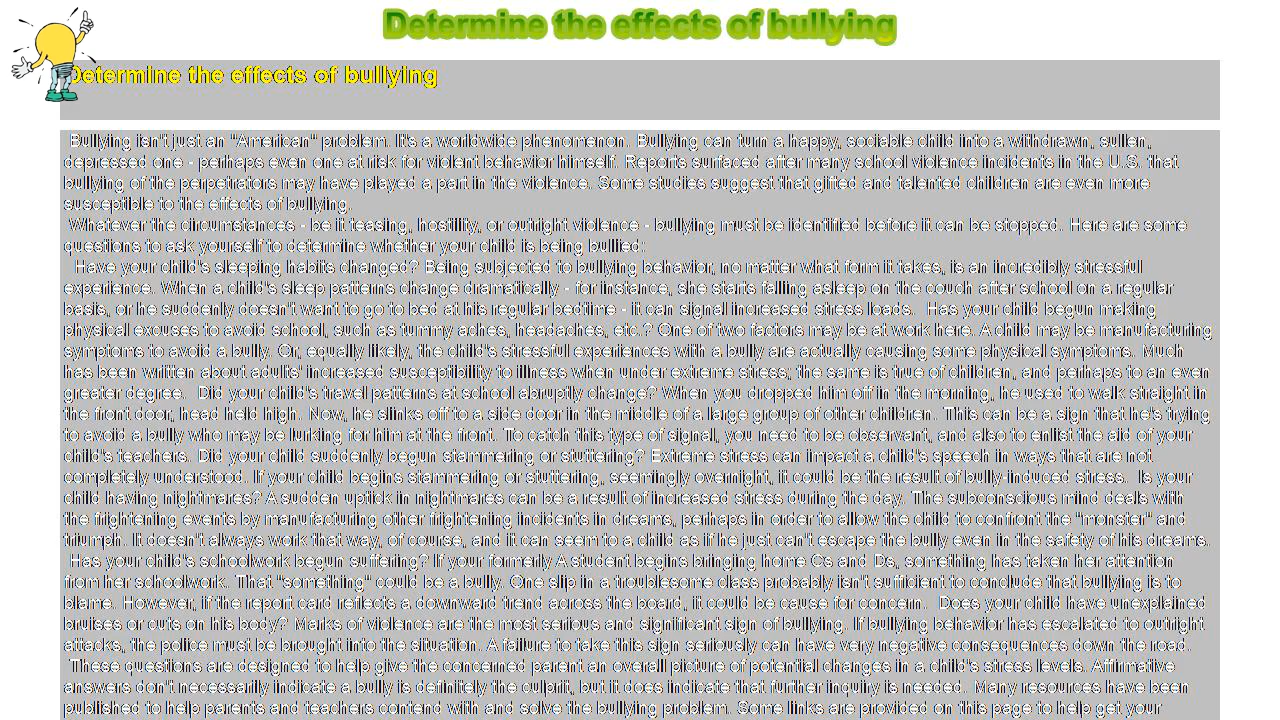 Determine the effects of bullying
Determine the effects of bullying
Bullying isn't just an "American" problem. It's a worldwide phenomenon. Bullying can turn a happy, sociable child into a withdrawn, sullen,
depressed one - perhaps even one at risk for violent behavior himself. Reports surfaced after many school violence incidents in the U.S. that
bullying of the perpetrators may have played a part in the violence. Some studies suggest that gifted and talented children are even more
susceptible to the effects of bullying.
Whatever the circumstances - be it teasing, hostility, or outright violence - bullying must be identified before it can be stopped. Here are some
questions to ask yourself to determine whether your child is being bullied:
Have your child's sleeping habits changed? Being subjected to bullying behavior, no matter what form it takes, is an incredibly stressful
experience. When a child's sleep patterns change dramatically - for instance, she starts falling asleep on the couch after school on a regular
basis, or he suddenly doesn't want to go to bed at his regular bedtime - it can signal increased stress loads. Has your child begun making
physical excuses to avoid school, such as tummy aches, headaches, etc.? One of two factors may be at work here. A child may be manufacturing
symptoms to avoid a bully. Or, equally likely, the child's stressful experiences with a bully are actually causing some physical symptoms. Much
has been written about adults' increased susceptibility to illness when under extreme stress; the same is true of children, and perhaps to an even
greater degree. Did your child's travel patterns at school abruptly change? When you dropped him off in the morning, he used to walk straight in
the front door, head held high. Now, he slinks off to a side door in the middle of a large group of other children. This can be a sign that he's trying
to avoid a bully who may be lurking for him at the front. To catch this type of signal, you need to be observant, and also to enlist the aid of your
child's teachers. Did your child suddenly begun stammering or stuttering? Extreme stress can impact a child's speech in ways that are not
completely understood. If your child begins stammering or stuttering, seemingly overnight, it could be the result of bully-induced stress. Is your
child having nightmares? A sudden uptick in nightmares can be a result of increased stress during the day. The subconscious mind deals with
the frightening events by manufacturing other frightening incidents in dreams, perhaps in order to allow the child to confront the "monster" and
triumph. It doesn't always work that way, of course, and it can seem to a child as if he just can't escape the bully even in the safety of his dreams.
Has your child's schoolwork begun suffering? If your formerly A student begins bringing home Cs and Ds, something has taken her attention
from her schoolwork. That "something" could be a bully. One slip in a troublesome class probably isn't sufficient to conclude that bullying is to
blame. However, if the report card reflects a downward trend across the board, it could be cause for concern. Does your child have unexplained
bruises or cuts on his body? Marks of violence are the most serious and significant sign of bullying. If bullying behavior has escalated to outright
attacks, the police must be brought into the situation. A failure to take this sign seriously can have very negative consequences down the road.
These questions are designed to help give the concerned parent an overall picture of potential changes in a child's stress levels. Affirmative
answers don't necessarily indicate a bully is definitely the culprit, but it does indicate that further inquiry is needed. Many resources have been
published to help parents and teachers contend with and solve the bullying problem. Some links are provided on this page to help get your